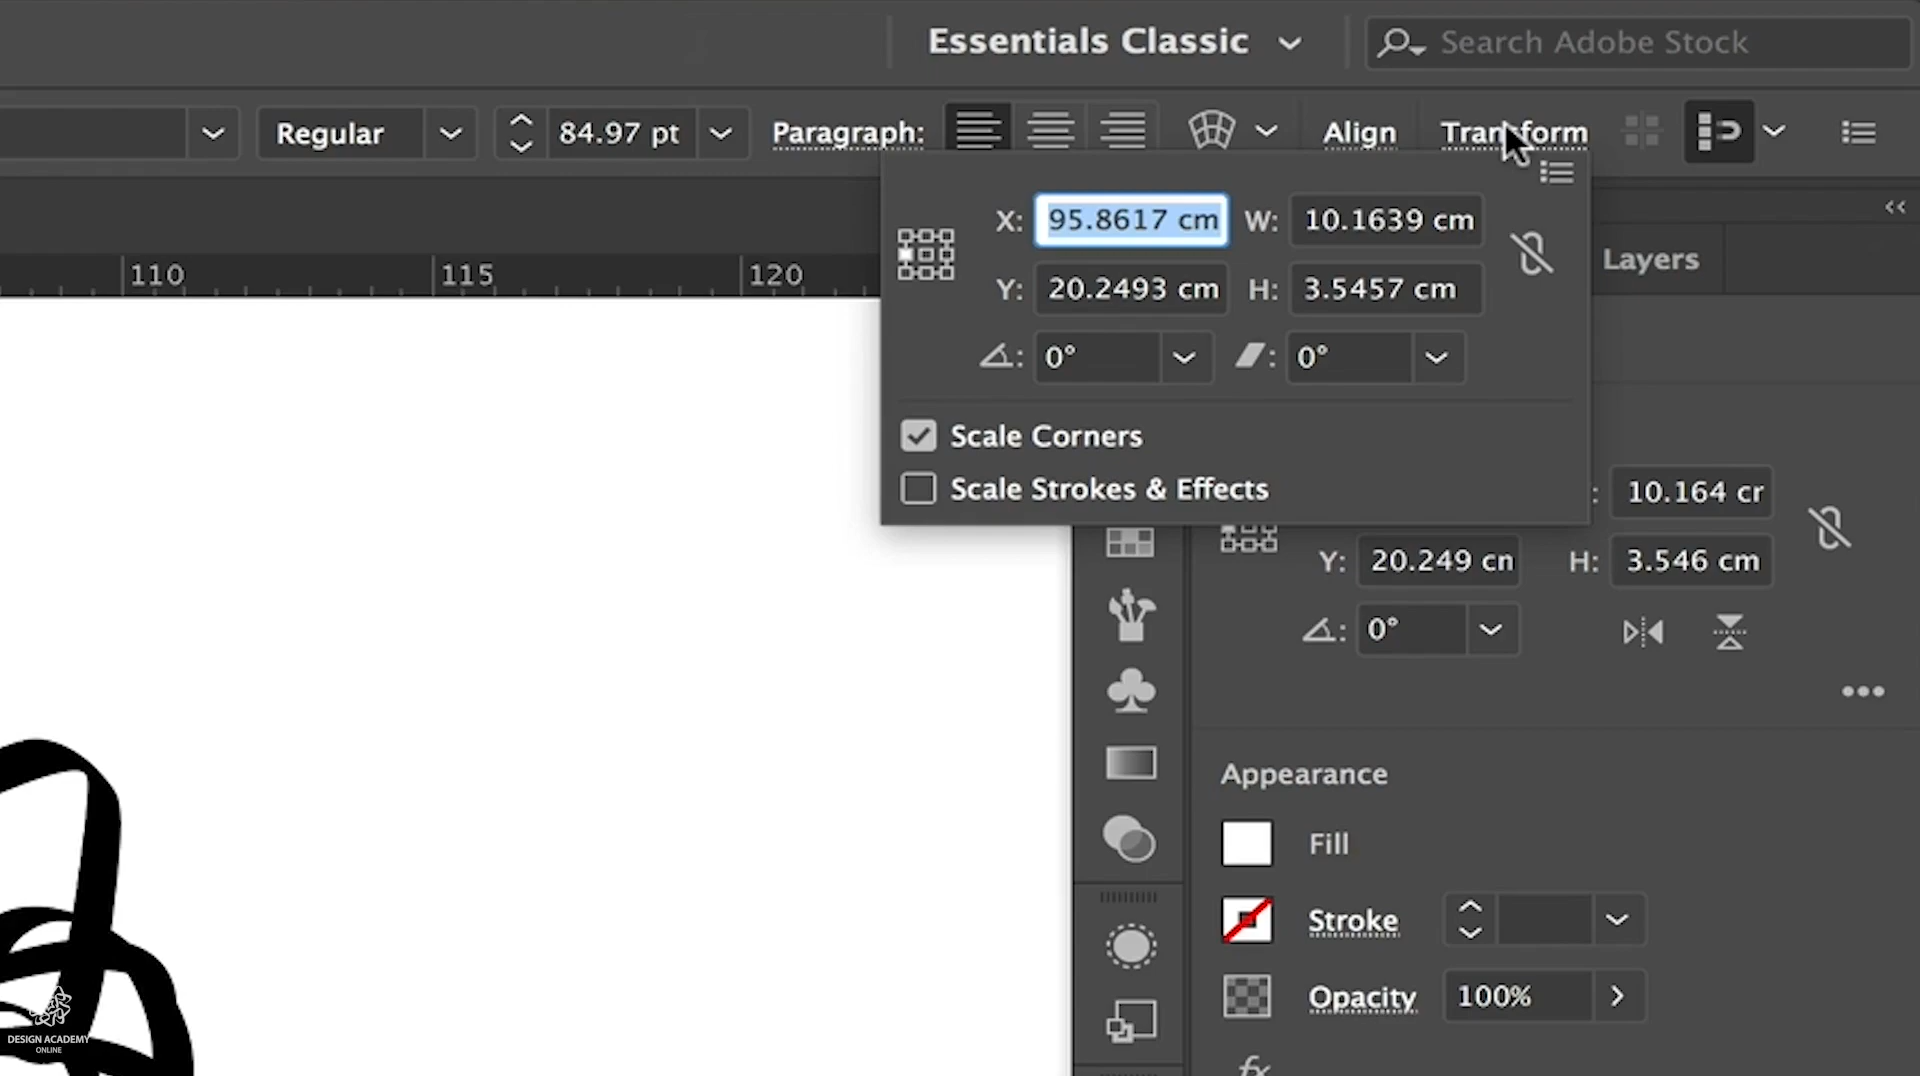 Essentials Classic
Search Adobe Stock
Regular
84.97 pt
Paragraph:
Align
Transform
X: 95.8617 cm
W: 10.1639 cm
Y: 20.2493 cm
H: 3.5457 cm
0°
0°
Scale Corners
Scale Strokes & Effects
110
115
120
Layers
10.164 cr
Y: 20.249 cn
H: 3.546 cm
0°
Appearance
Fill
Stroke
Opacity
100%
fx
DESIGN ACADEMY
ONLINE